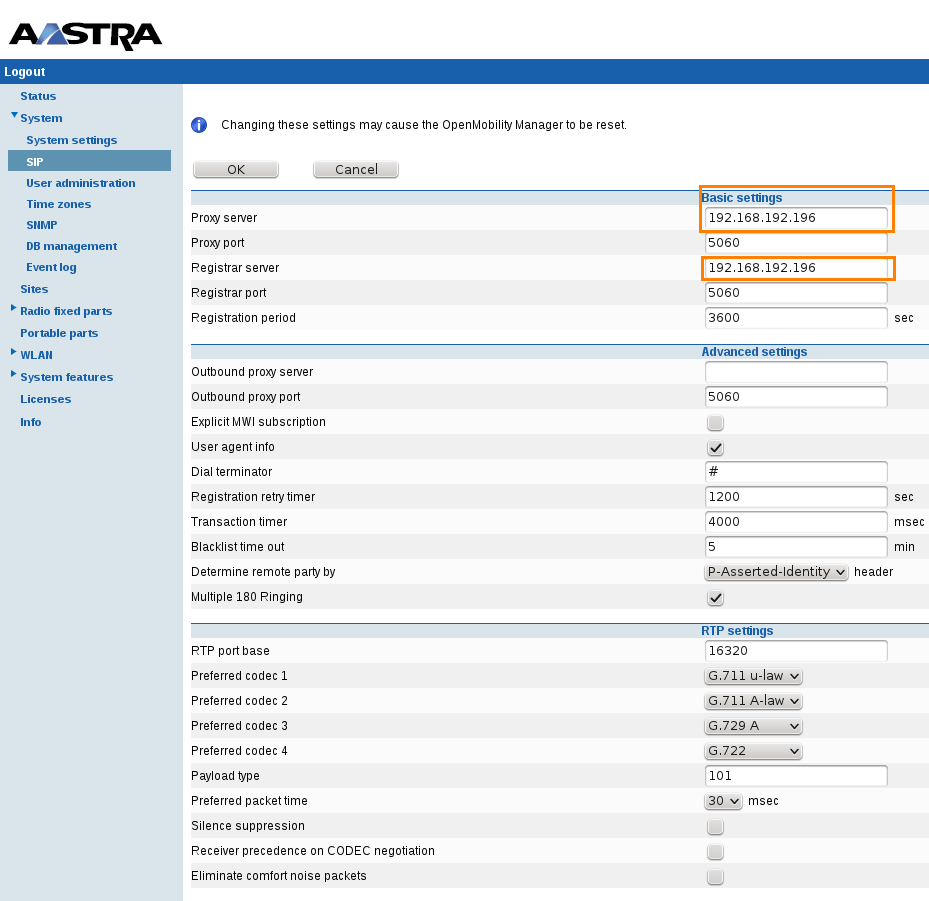 AASTRA
Logout
Status
System
System settings
SIP
User administration
Time zones
SNMP
DB management
Event log
Sites
Radio fixed parts
Portable parts
WLAN
System features
Licenses
Info
Changing these settings may cause the OpenMobility Manager to be reset.
OK Cancel
Basic settings
Proxy server 192.168.192.196
Proxy port 5060
Registrar server 192.168.192.196
Registrar port 5060
Registration period 3600 sec
Advanced settings
Outbound proxy server
Outbound proxy port 5060
Explicit MWI subscription
User agent info
Dial terminator #
Registration retry timer 1200 sec
Transaction timer 4000 msec
Blacklist time out 5 min
Determine remote party by P-Asserted-Identity header
Multiple 180 Ringing
RTP settings
RTP port base 16320
Preferred codec 1 G.711 u-law
Preferred codec 2 G.711 A-law
Preferred codec 3 G.729 A
Preferred codec 4 G.722
Payload type 101
Preferred packet time 30 msec
Silence suppression
Receiver precedence on CODEC negotiation
Eliminate comfort noise packets